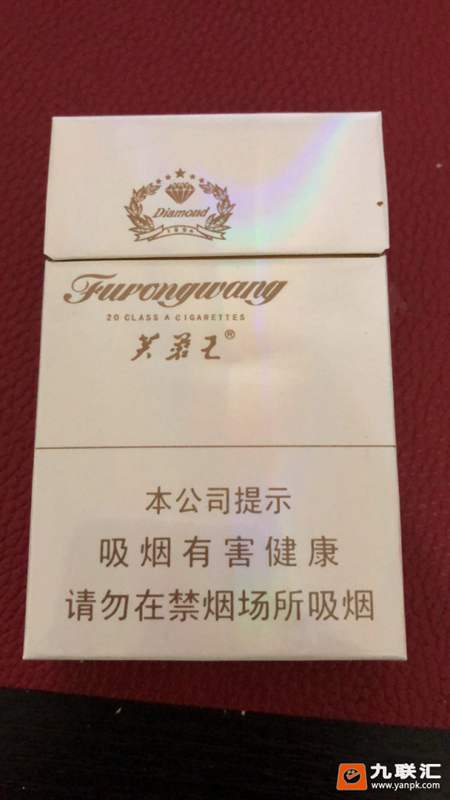 Diamond
1994
Furongwang
20 CLASS A CIGARETTES
芙蓉王®
本公司提示
吸烟有害健康
请勿在禁烟场所吸烟
九联汇
www.yanpk.com